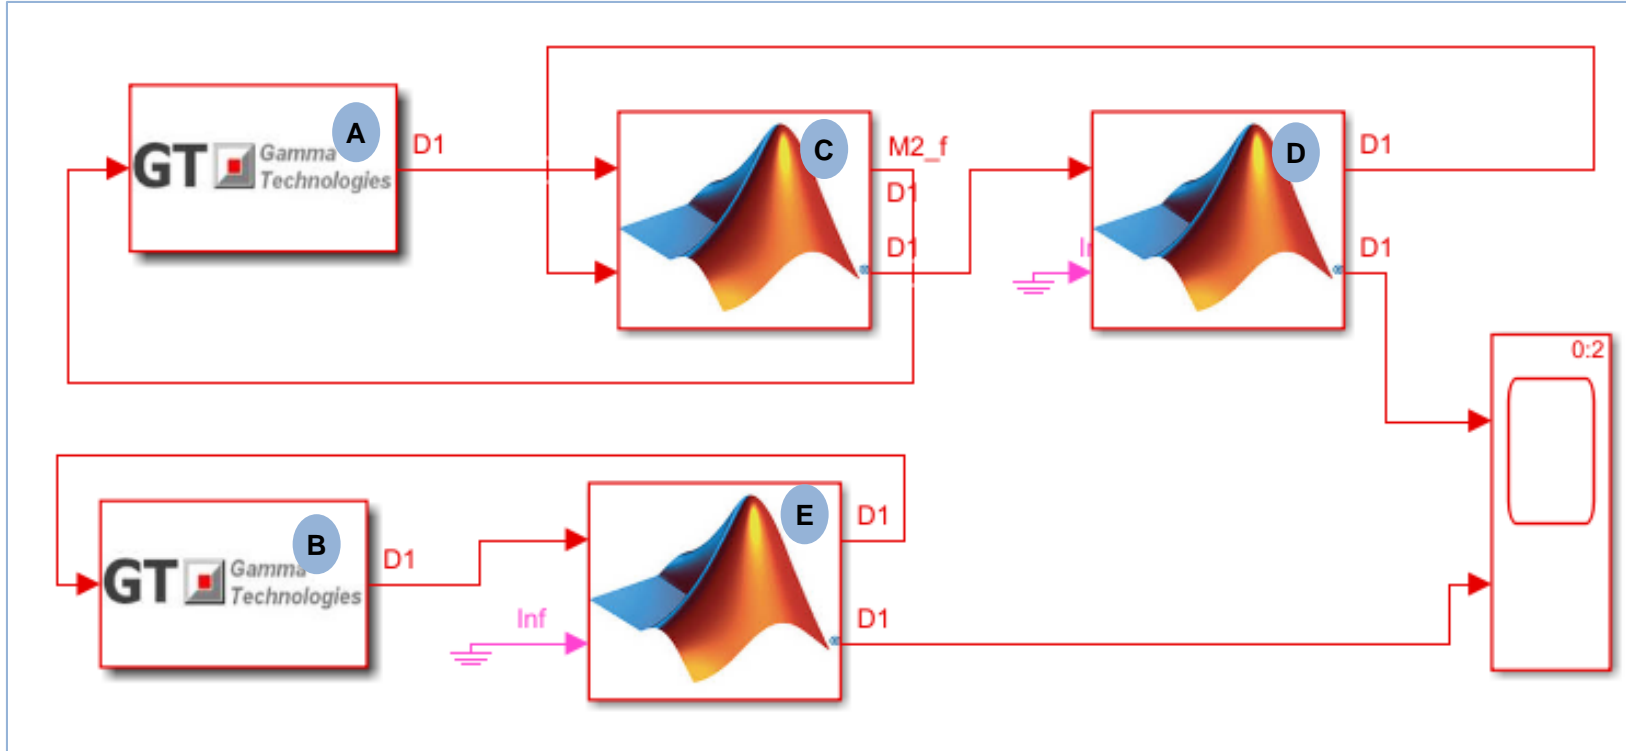 A
GT Gamma Technologies
D1
C
M2_f
D1
D1
D
D1
D1
0:2
B
GT Gamma Technologies
D1
Inf
E
D1
D1